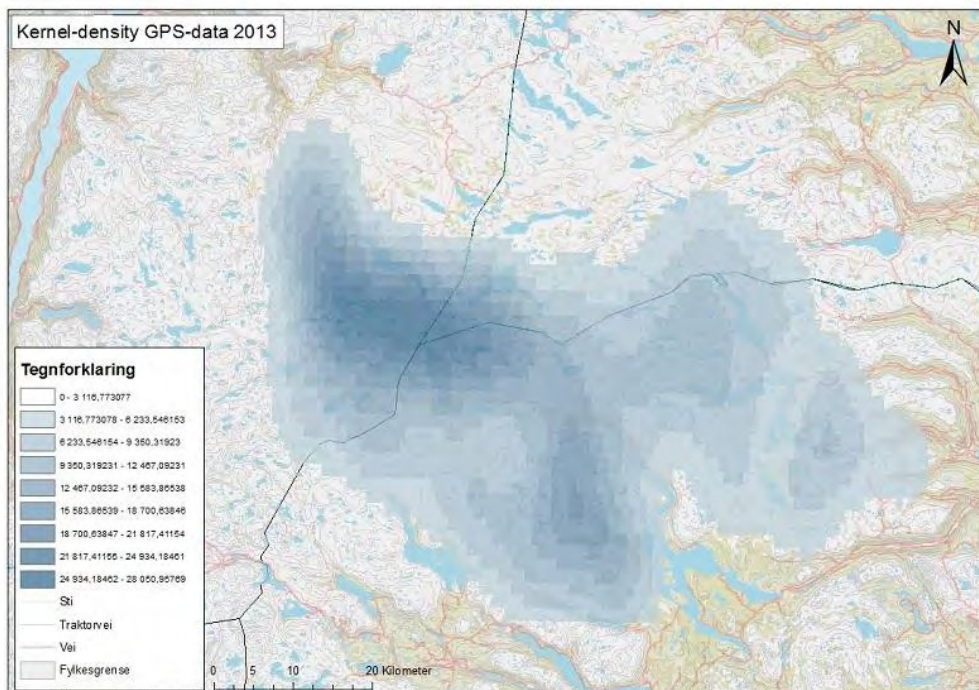 Kernel-density GPS-data 2013
N
Tegnforklaring
0 - 3 116,773077
3 116,773078 - 6 233,546153
6 233,546154 - 9 350,31923
9 350,319231 - 12 467,09231
12 467,09232 - 15 583,86538
15 583,86539 - 18 700,63846
18 700,63847 - 21 817,41154
21 817,41155 - 24 934,18461
24 934,18462 - 28 050,95769
Sti
Traktorvei
Vei
Fylkesgrense
0 5 10 20 Kilometer